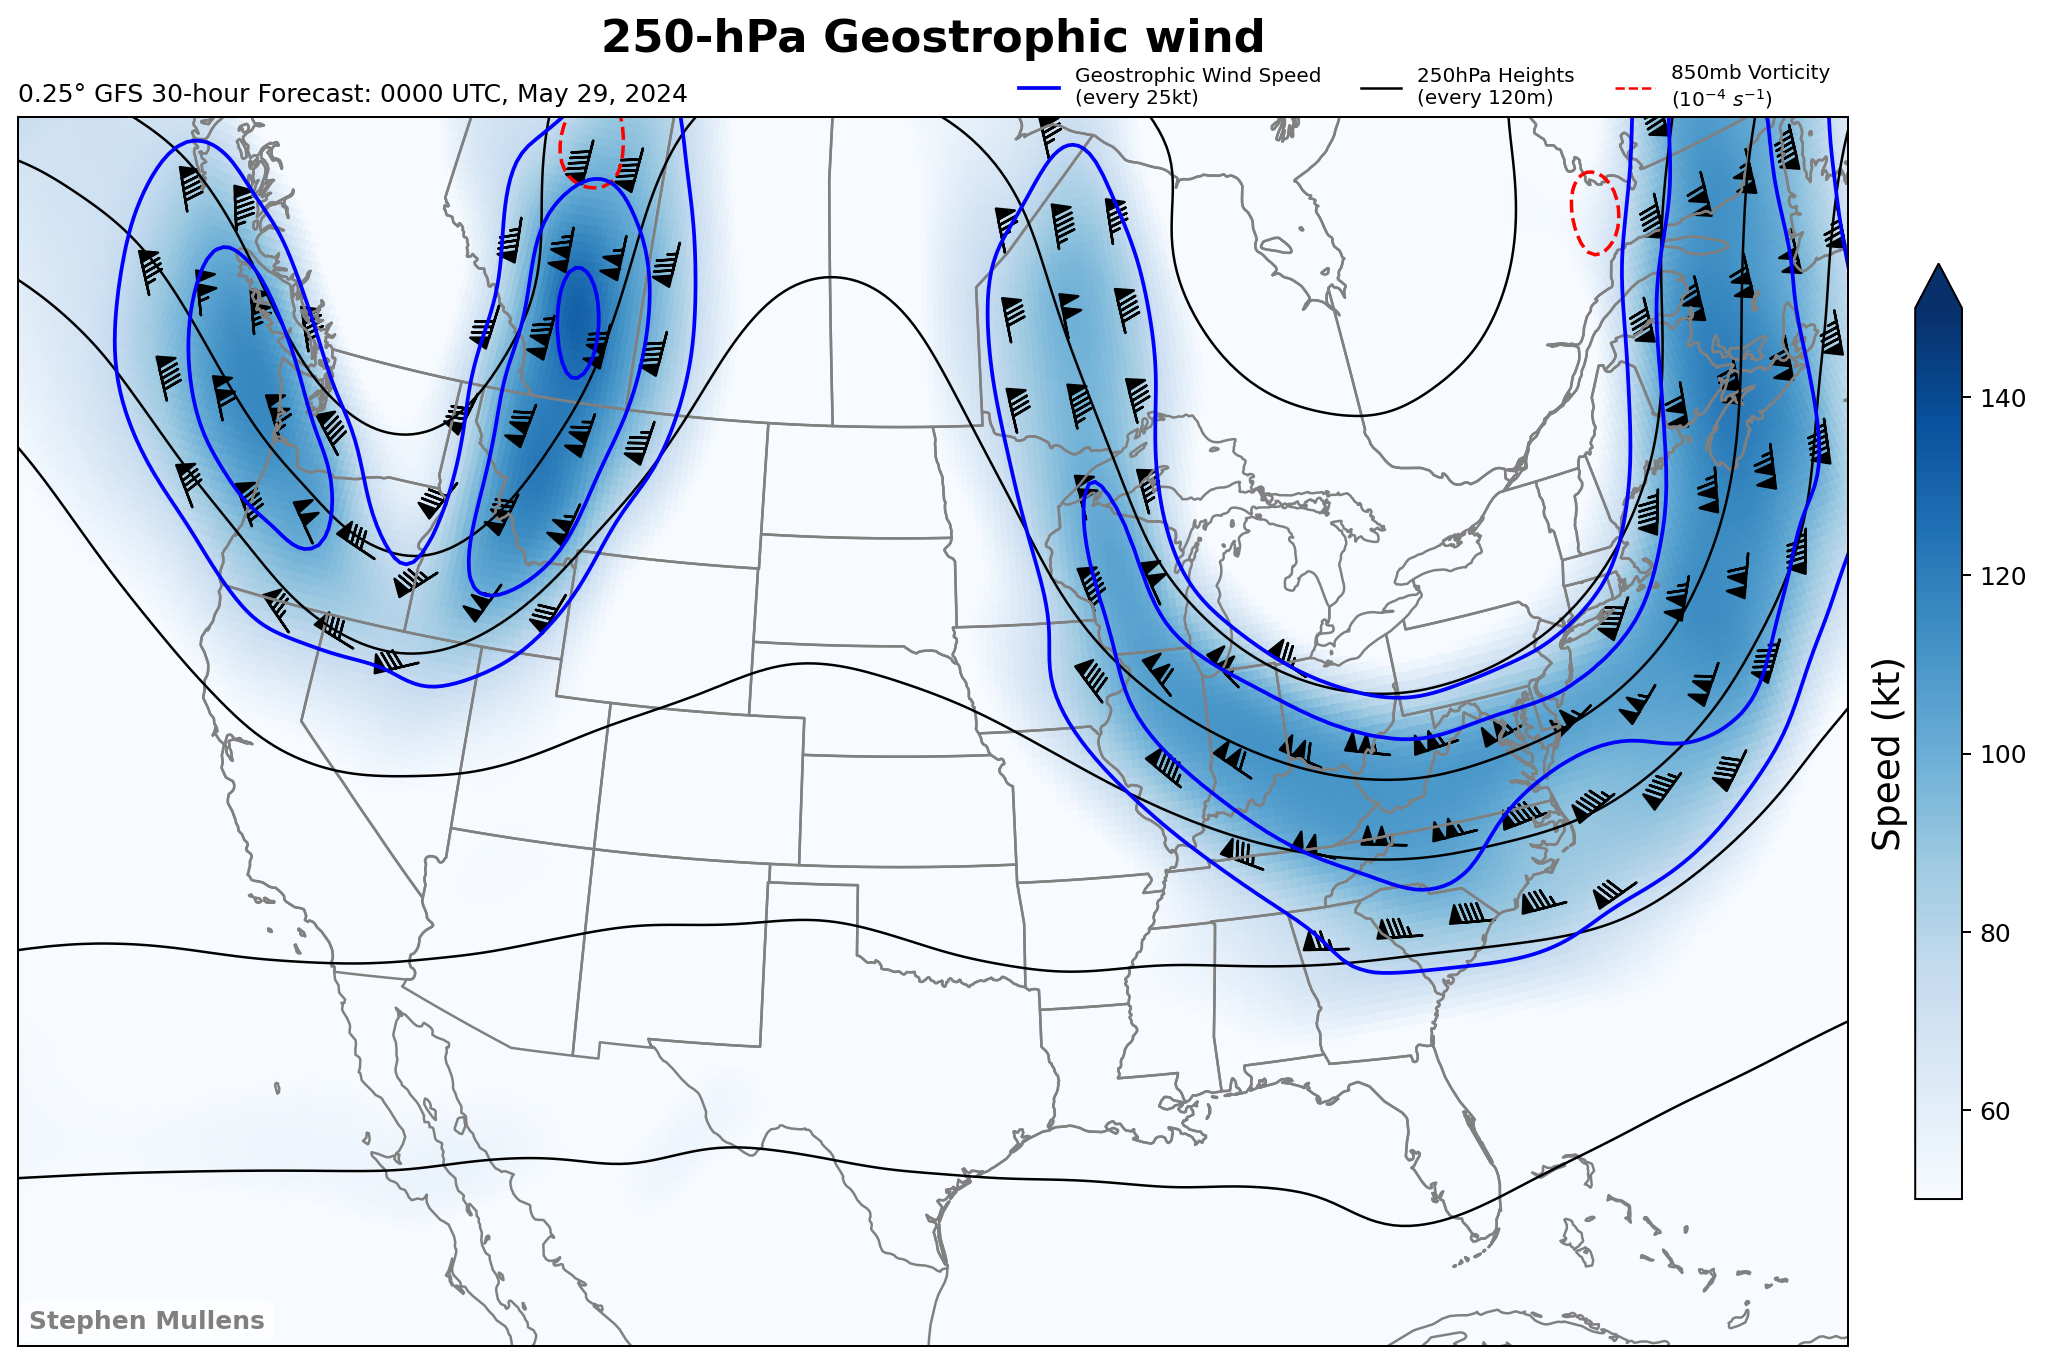 250-hPa Geostrophic wind
0.25° GFS 30-hour Forecast: 0000 UTC, May 29, 2024
Geostrophic Wind Speed
(every 25kt)
250hPa Heights
(every 120m)
850mb Vorticity
(10⁻⁴ s⁻¹)
140
120
100
80
60
Speed (kt)
Stephen Mullens